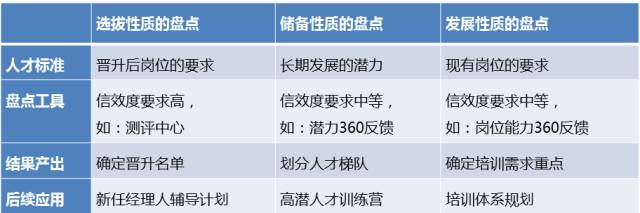 选拔性质的盘点 储备性质的盘点 发展性质的盘点
人才标准 晋升后岗位的要求 长期发展的潜力 现有岗位的要求
盘点工具 信效度要求高， 信效度要求中等， 信效度要求中等，
如：测评中心 如：潜力360反馈 如：岗位能力360反馈
结果产出 确定晋升名单 划分人才梯队 确定培训需求重点
后续应用 新任经理人辅导计划 高潜人才训练营 培训体系规划